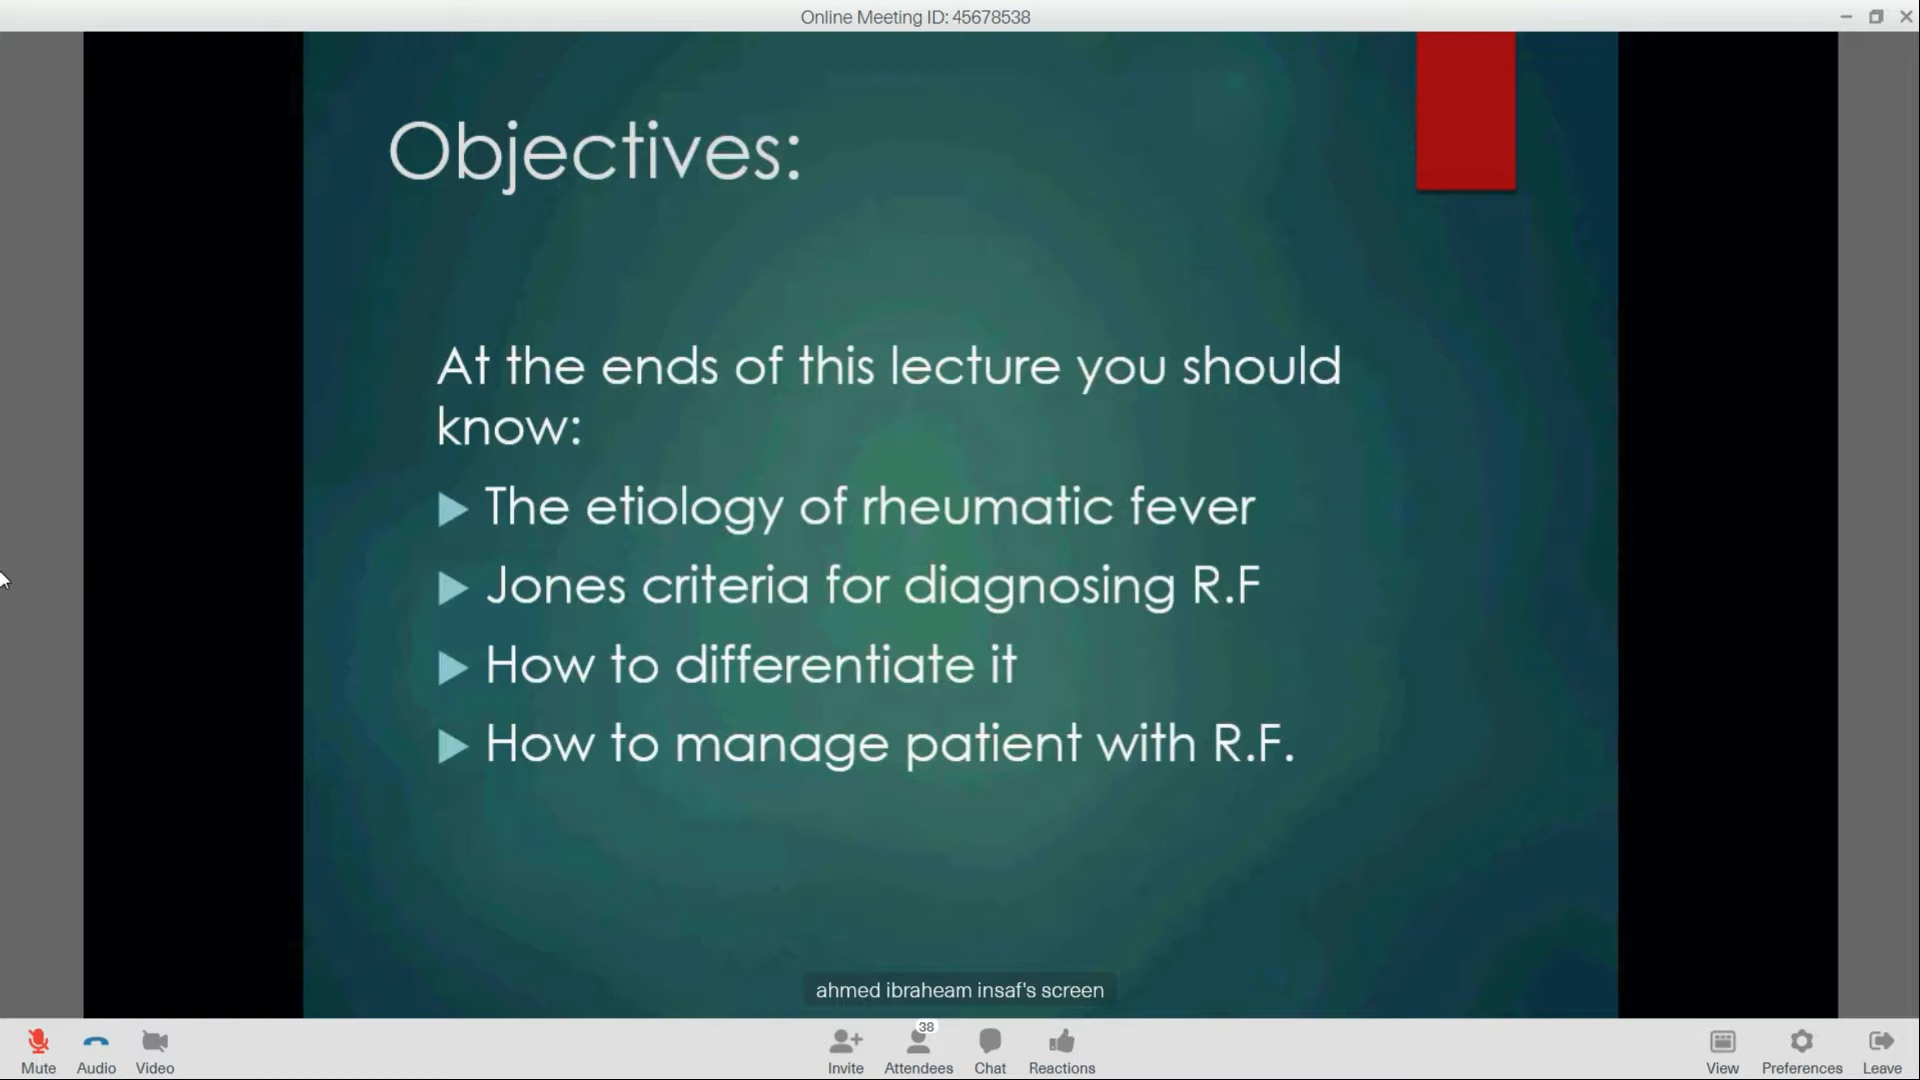 Online Meeting ID: 45678538
Objectives:
At the ends of this lecture you should
know:
The etiology of rheumatic fever
Jones criteria for diagnosing R.F
How to differentiate it
How to manage patient with R.F.
ahmed ibraheam insaf's screen
38
Mute Audio Video Invite Attendees Chat Reactions View Preferences Leave